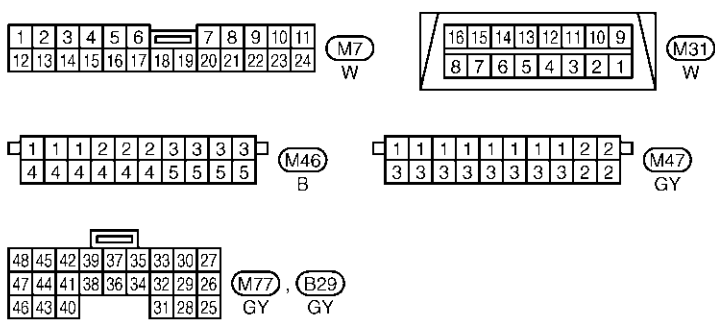 1 2 3 4 5 6 7 8 9 10 11
12 13 14 15 16 17 18 19 20 21 22 23 24
M7
W
16 15 14 13 12 11 10 9
8 7 6 5 4 3 2 1
M31
W
1 1 1 2 2 2 3 3 3 3
4 4 4 4 4 4 5 5 5 5
M46
B
1 1 1 1 1 1 1 1 2 2
3 3 3 3 3 3 3 3 2 2
M47
GY
48 45 42 39 37 35 33 30 27
47 44 41 38 36 34 32 29 26
46 43 40 31 28 25
M77 , B29
GY GY